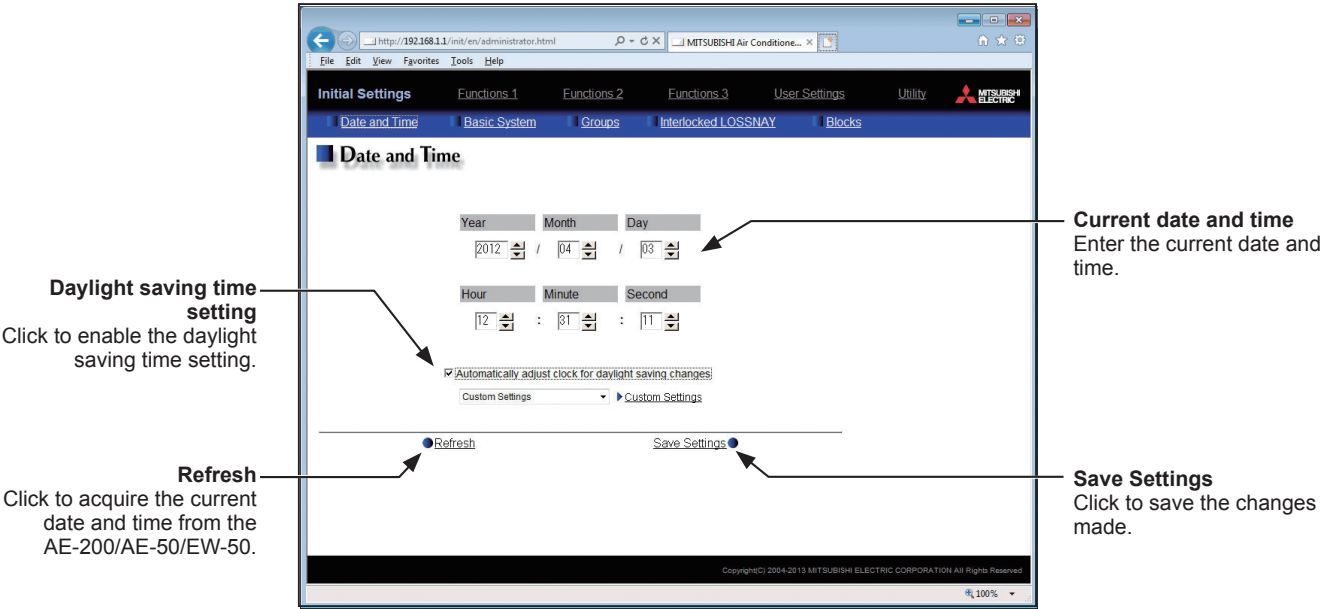 http://192.168.1.1/init/en/administrator.html
MITSUBISHI Air Conditione...
File Edit View Favorites Tools Help
Initial Settings Functions 1 Functions 2 Functions 3 User Settings Utility MITSUBISHI ELECTRIC
Date and Time Basic System Groups Interlocked LOSSNAY Blocks
Date and Time
Year Month Day
2012 / 04 / 03
Hour Minute Second
12 : 31 : 11
Automatically adjust clock for daylight saving changes
Custom Settings Custom Settings
Refresh Save Settings
Copyright(C) 2004-2013 MITSUBISHI ELECTRIC CORPORATION All Rights Reserved
100%
Daylight saving time
setting
Click to enable the daylight
saving time setting.
Refresh
Click to acquire the current
date and time from the
AE-200/AE-50/EW-50.
Current date and time
Enter the current date and
time.
Save Settings
Click to save the changes
made.